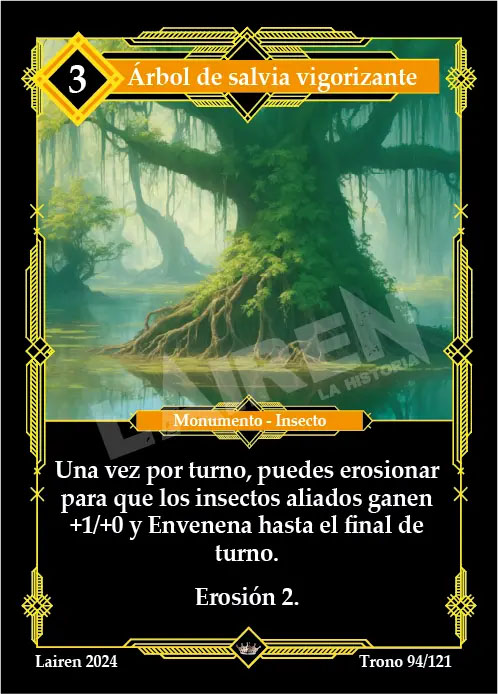 3
Árbol de salvia vigorizante
LAIREN
LA HISTORIA
Monumento - Insecto
Una vez por turno, puedes erosionar
para que los insectos aliados ganen
+1/+0 y Envenena hasta el final de
turno.
Erosión 2.
Lairen 2024
Trono 94/121